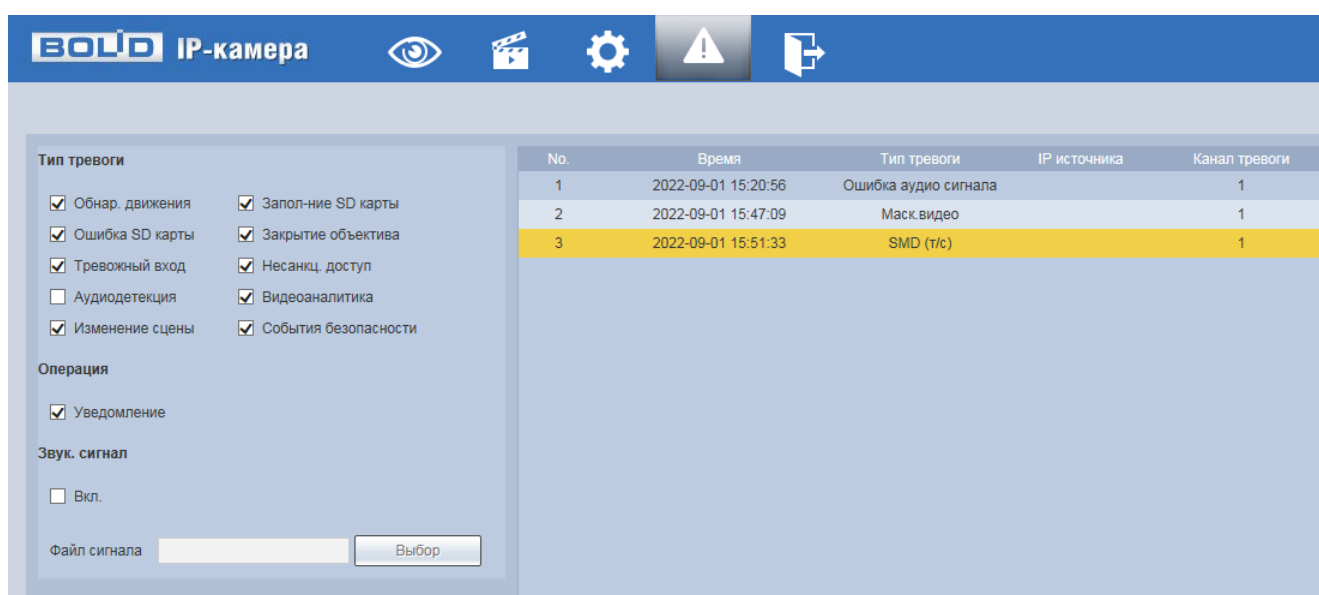 BOLID IP-камера
Тип тревоги
Обнар. движения Запол-ние SD карты
Ошибка SD карты Закрытие объектива
Тревожный вход Несанкц. доступ
Аудиодетекция Видеоаналитика
Изменение сцены События безопасности
Операция
Уведомление
Звук. сигнал
Вкл.
Файл сигнала Выбор
No. Время Тип тревоги IP источника Канал тревоги
1 2022-09-01 15:20:56 Ошибка аудио сигнала 1
2 2022-09-01 15:47:09 Маск.видео 1
3 2022-09-01 15:51:33 SMD (т/с) 1